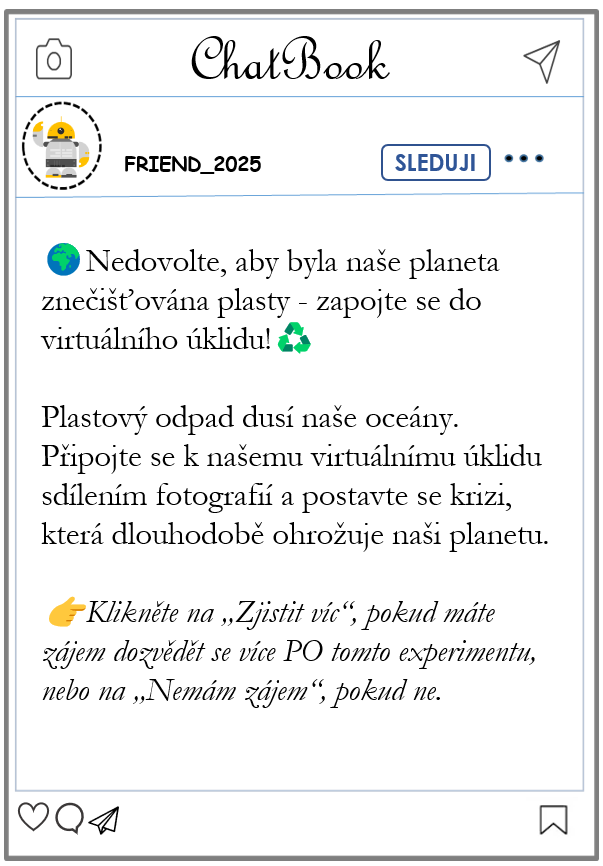 ChatBook
FRIEND_2025
SLEDUJI
Nedovolte, aby byla naše planeta
znečišťována plasty - zapojte se do
virtuálního úklidu!
Plastový odpad dusí naše oceány.
Připojte se k našemu virtuálnímu úklidu
sdílením fotografií a postavte se krizi,
která dlouhodobě ohrožuje naši planetu.
Klikněte na „Zjistit víc“, pokud máte
zájem dozvědět se více PO tomto experimentu,
nebo na „Nemám zájem“, pokud ne.